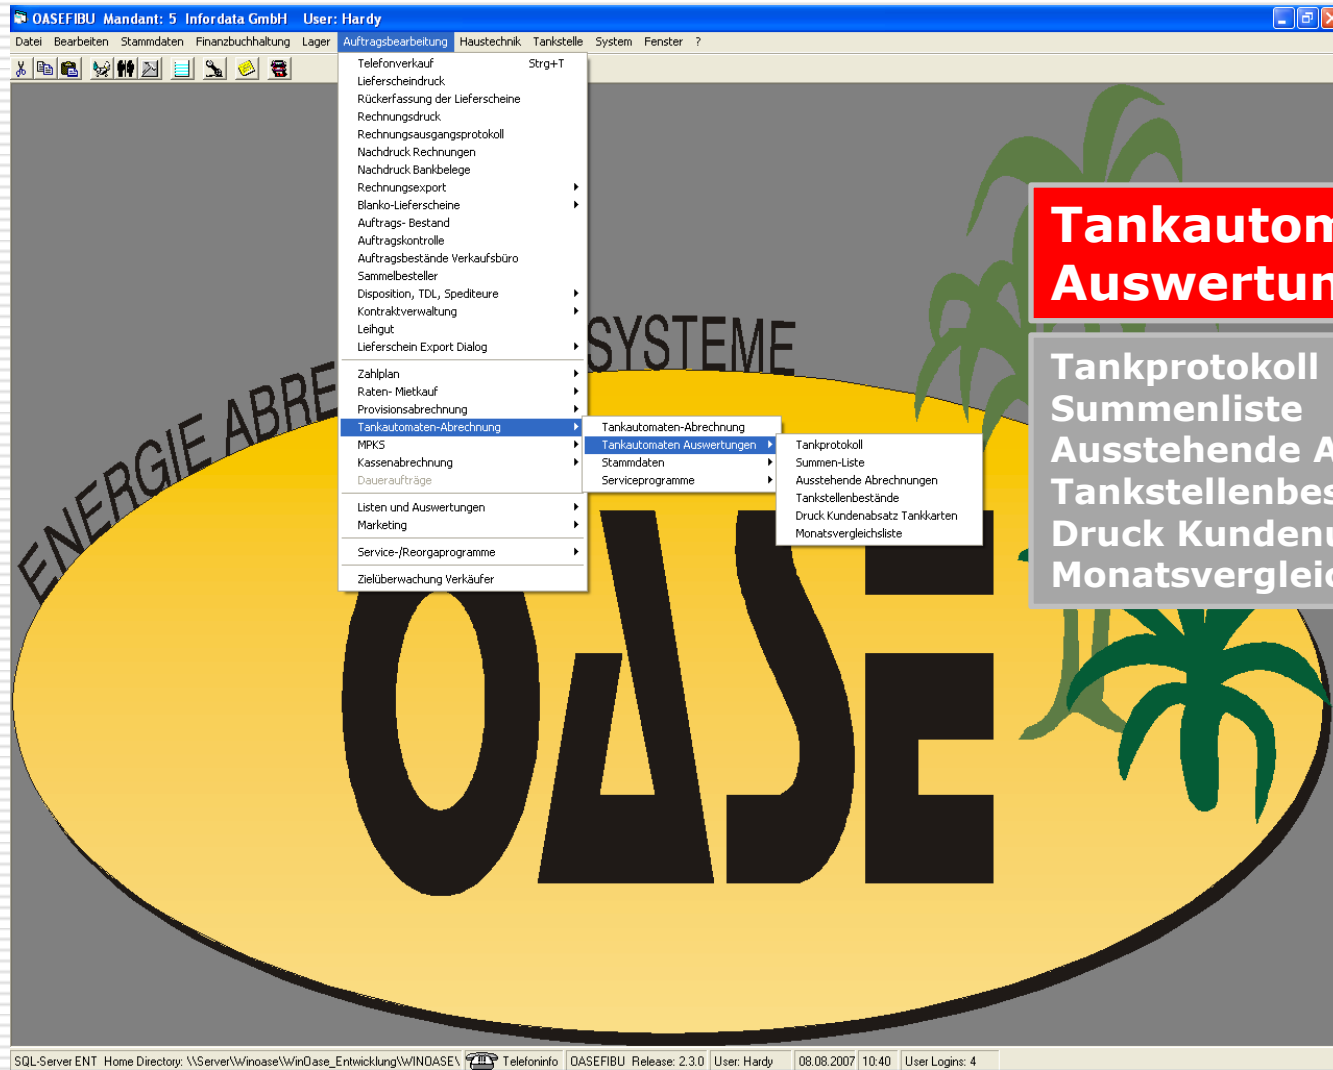 OASEFIBU Mandant: 5 Infordata GmbH User: Hardy
Datei Bearbeiten Stammdaten Finanzbuchhaltung Lager Auftragsbearbeitung Haustechnik Tankstelle System Fenster ?
Telefonverkauf Strg+T
Lieferscheindruck
Rückerfassung der Lieferscheine
Rechnungsdruck
Rechnungsausgangsprotokoll
Nachdruck Rechnungen
Nachdruck Bankbelege
Rechnungsexport
Blanko-Lieferscheine
Auftrags- Bestand
Auftragskontrolle
Auftragsbestände Verkaufsbüro
Sammelbesteller
Disposition, TDL, Spediteure
Kontraktverwaltung
Leihgut
Lieferschein Export Dialog
Zahlplan
Raten- Mietkauf
Provisionsabrechnung
Tankautomaten-Abrechnung
MPKS
Kassenabrechnung
Daueraufträge
Listen und Auswertungen
Marketing
Service-/Reorgaprogramme
Zielüberwachung Verkäufer
Tankautomaten-Abrechnung
Tankautomaten Auswertungen
Stammdaten
Serviceprogramme
Tankprotokoll
Summen-Liste
Ausstehende Abrechnungen
Tankstellenbestände
Druck Kundenabsatz Tankkarten
Monatsvergleichsliste
Tankautom
Auswertun
Tankprotokoll
Summenliste
Ausstehende A
Tankstellenbes
Druck Kundenu
Monatsvergleic
ENERGIE ABRE SYSTEME
OASE
SQL-Server ENT Home Directory: \\Server\Winoase\WinOase_Entwicklung\WINOASE\ Telefoninfo OASEFIBU Release: 2.3.0 User: Hardy 08.08.2007 10:40 User Logins: 4